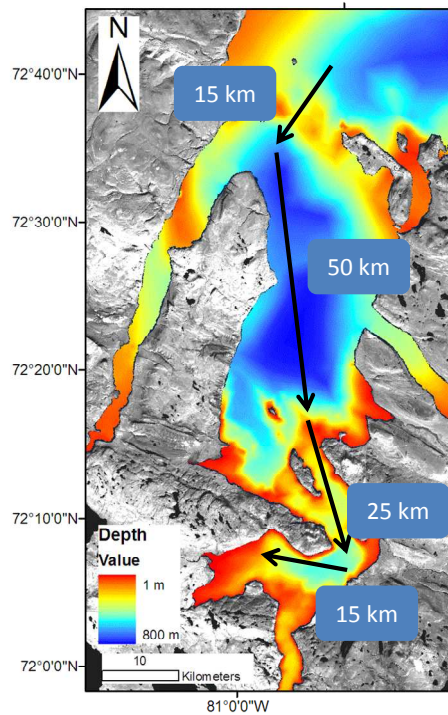 N
72°40'0"N
15 km
72°30'0"N
50 km
72°20'0"N
72°10'0"N
25 km
Depth
Value
1 m
800 m
15 km
10
Kilometers
72°0'0"N
81°0'0"W